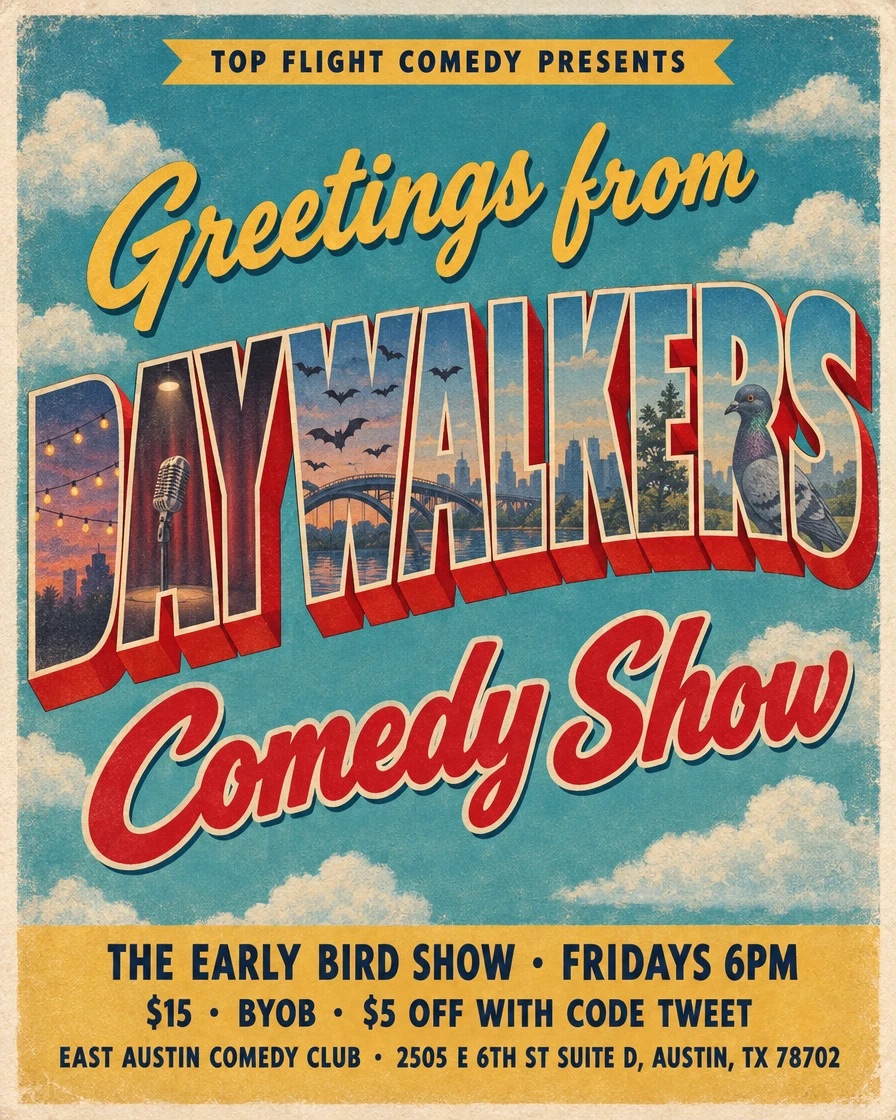 TOP FLIGHT COMEDY PRESENTS
Greetings from
DAYWALKERS
Comedy Show
THE EARLY BIRD SHOW • FRIDAYS 6PM
$15 • BYOB • $5 OFF WITH CODE TWEET
EAST AUSTIN COMEDY CLUB • 2505 E 6TH ST SUITE D, AUSTIN, TX 78702